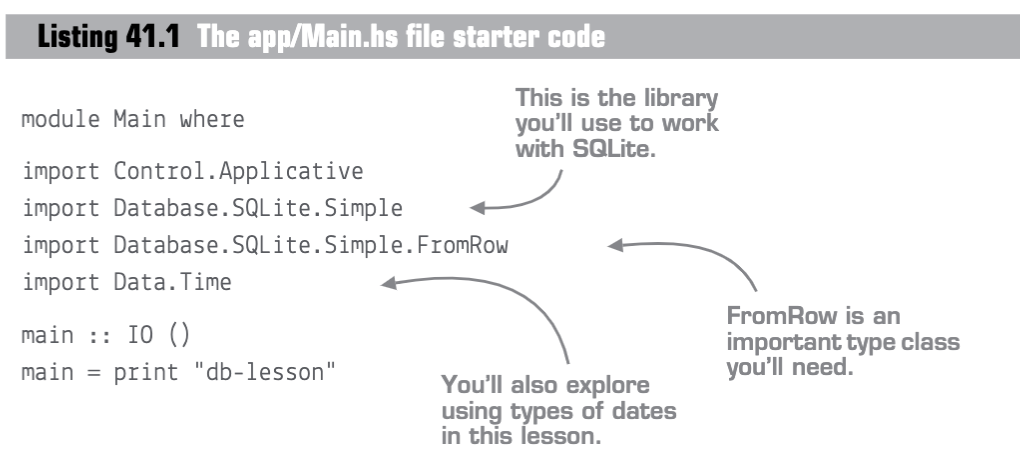 Listing 41.1 The app/Main.hs file starter code
This is the library
you'll use to work
with SQLite.
module Main where
import Control.Applicative
import Database.SQLite.Simple
import Database.SQLite.Simple.FromRow
import Data.Time
FromRow is an
important type class
you'll need.
main :: IO ()
main = print "db-lesson"
You'll also explore
using types of dates
in this lesson.